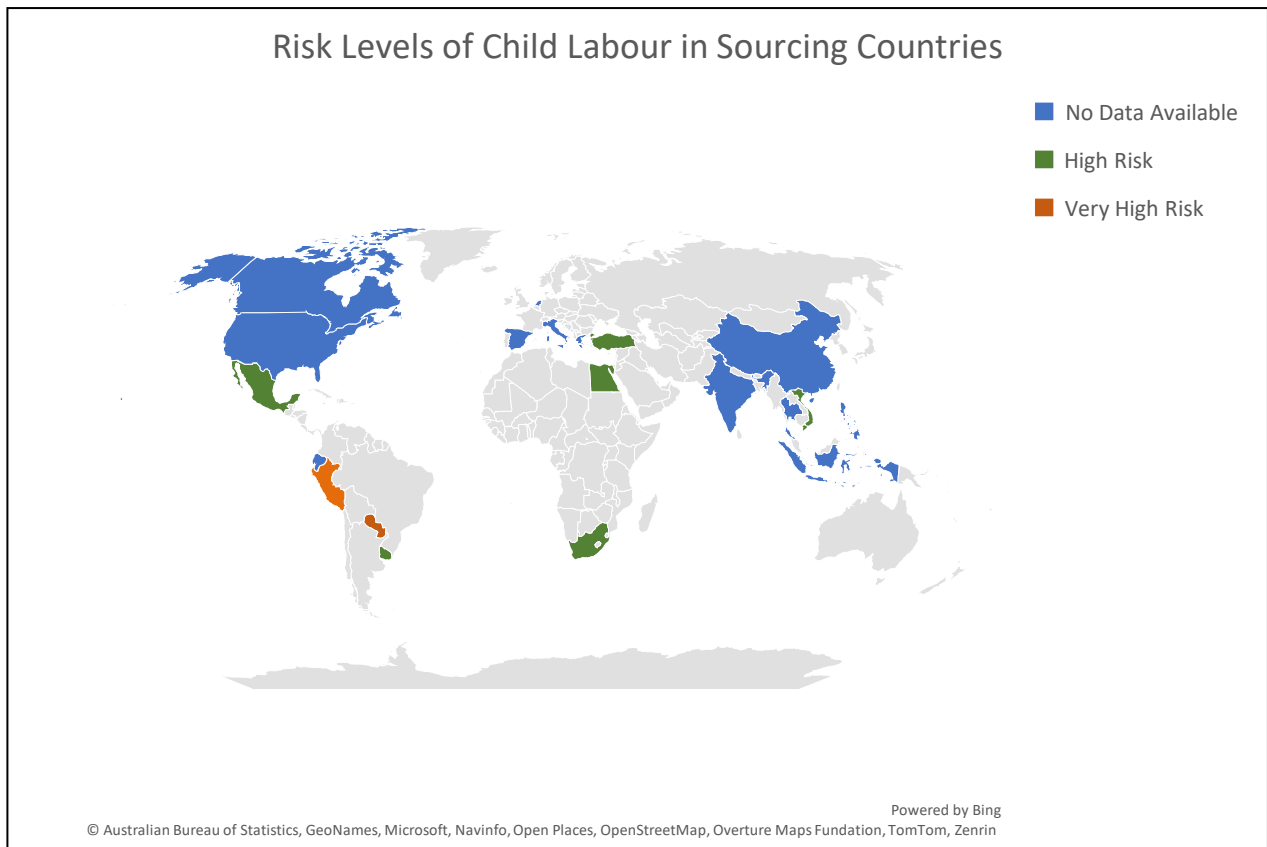 Risk Levels of Child Labour in Sourcing Countries
No Data Available
High Risk
Very High Risk
Powered by Bing
© Australian Bureau of Statistics, GeoNames, Microsoft, Navinfo, Open Places, OpenStreetMap, Overture Maps Fundation, TomTom, Zenrin